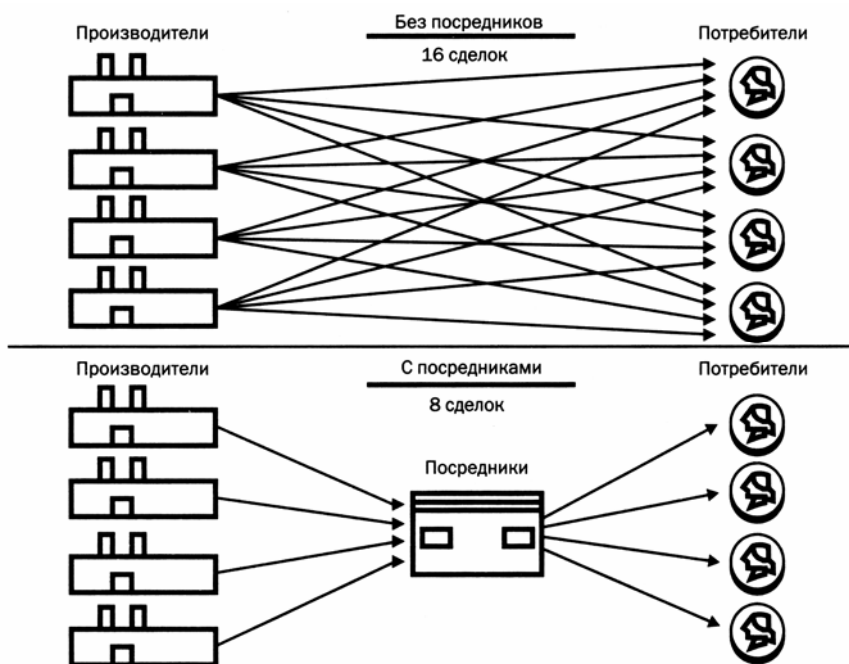 Производители
Без посредников
Потребители
16 сделок
Производители
С посредниками
Потребители
8 сделок
Посредники